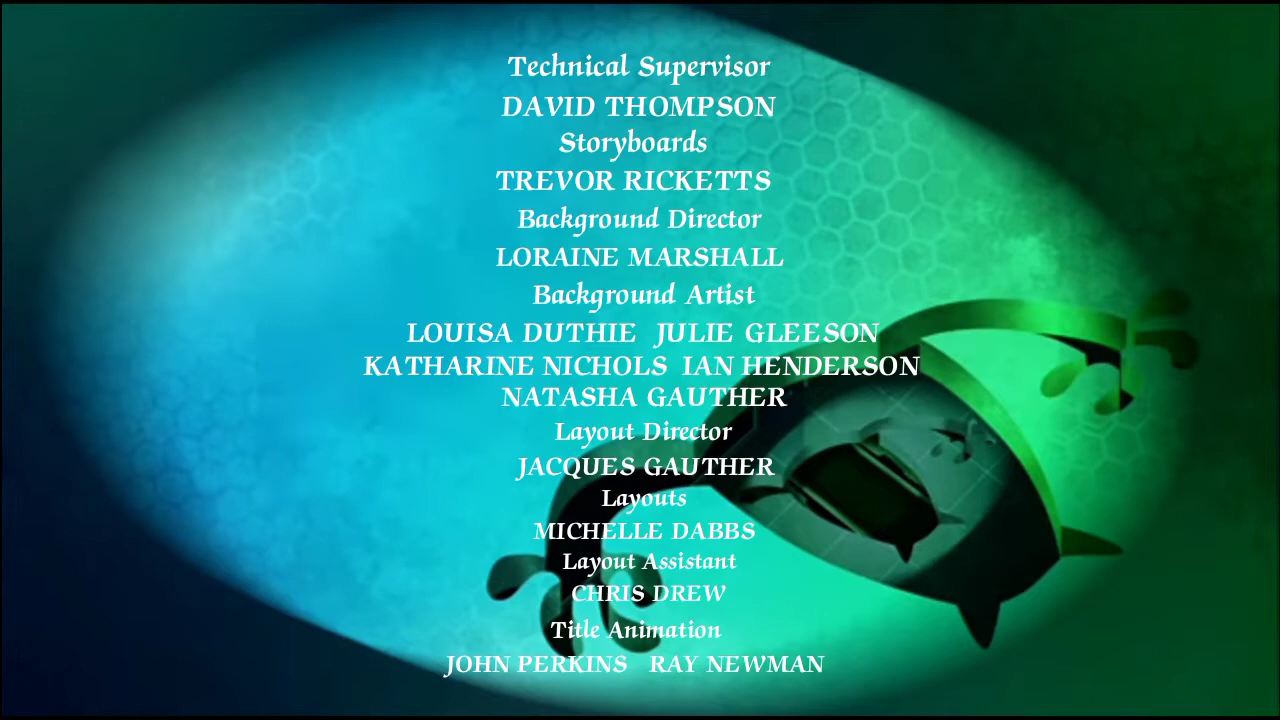 Technical Supervisor
DAVID THOMPSON
Storyboards
TREVOR RICKETTS
Background Director
LORAINE MARSHALL
Background Artist
LOUISA DUTHIE JULIE GLEESON
KATHARINE NICHOLS IAN HENDERSON
NATASHA GAUTHER
Layout Director
JACQUES GAUTHER
Layouts
MICHELLE DABBS
Layout Assistant
CHRIS DREW
Title Animation
JOHN PERKINS RAY NEWMAN